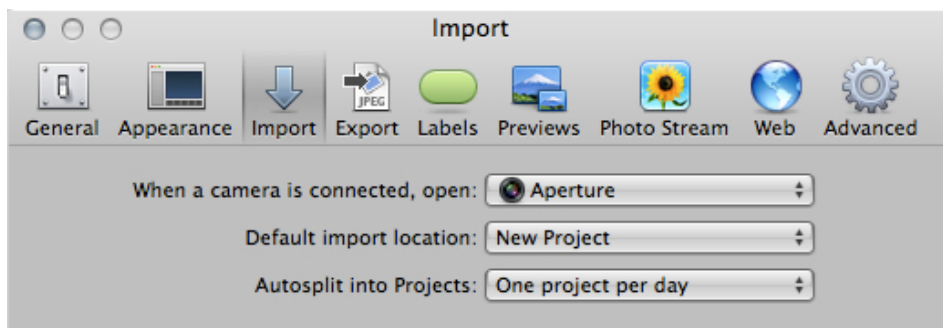 Import
General Appearance Import Export Labels Previews Photo Stream Web Advanced
When a camera is connected, open: Aperture
Default import location: New Project
Autosplit into Projects: One project per day